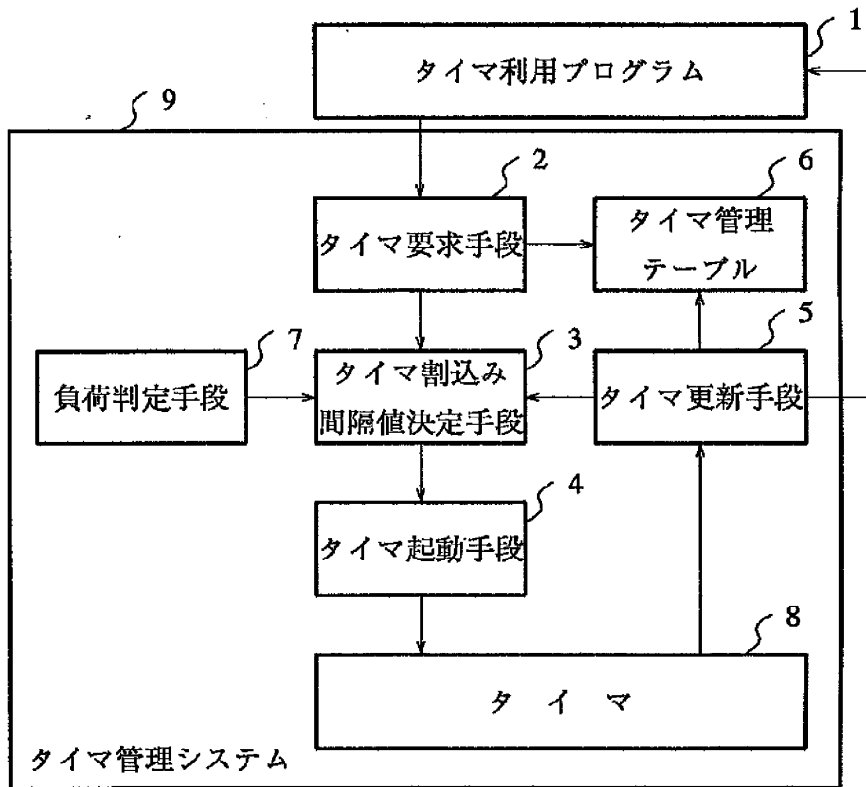 1
タイマ利用プログラム
9
2
6
タイマ要求手段
タイマ管理
テーブル
7
3
5
負荷判定手段
タイマ割込み
間隔値決定手段
タイマ更新手段
4
タイマ起動手段
8
タイマ
タイマ管理システム